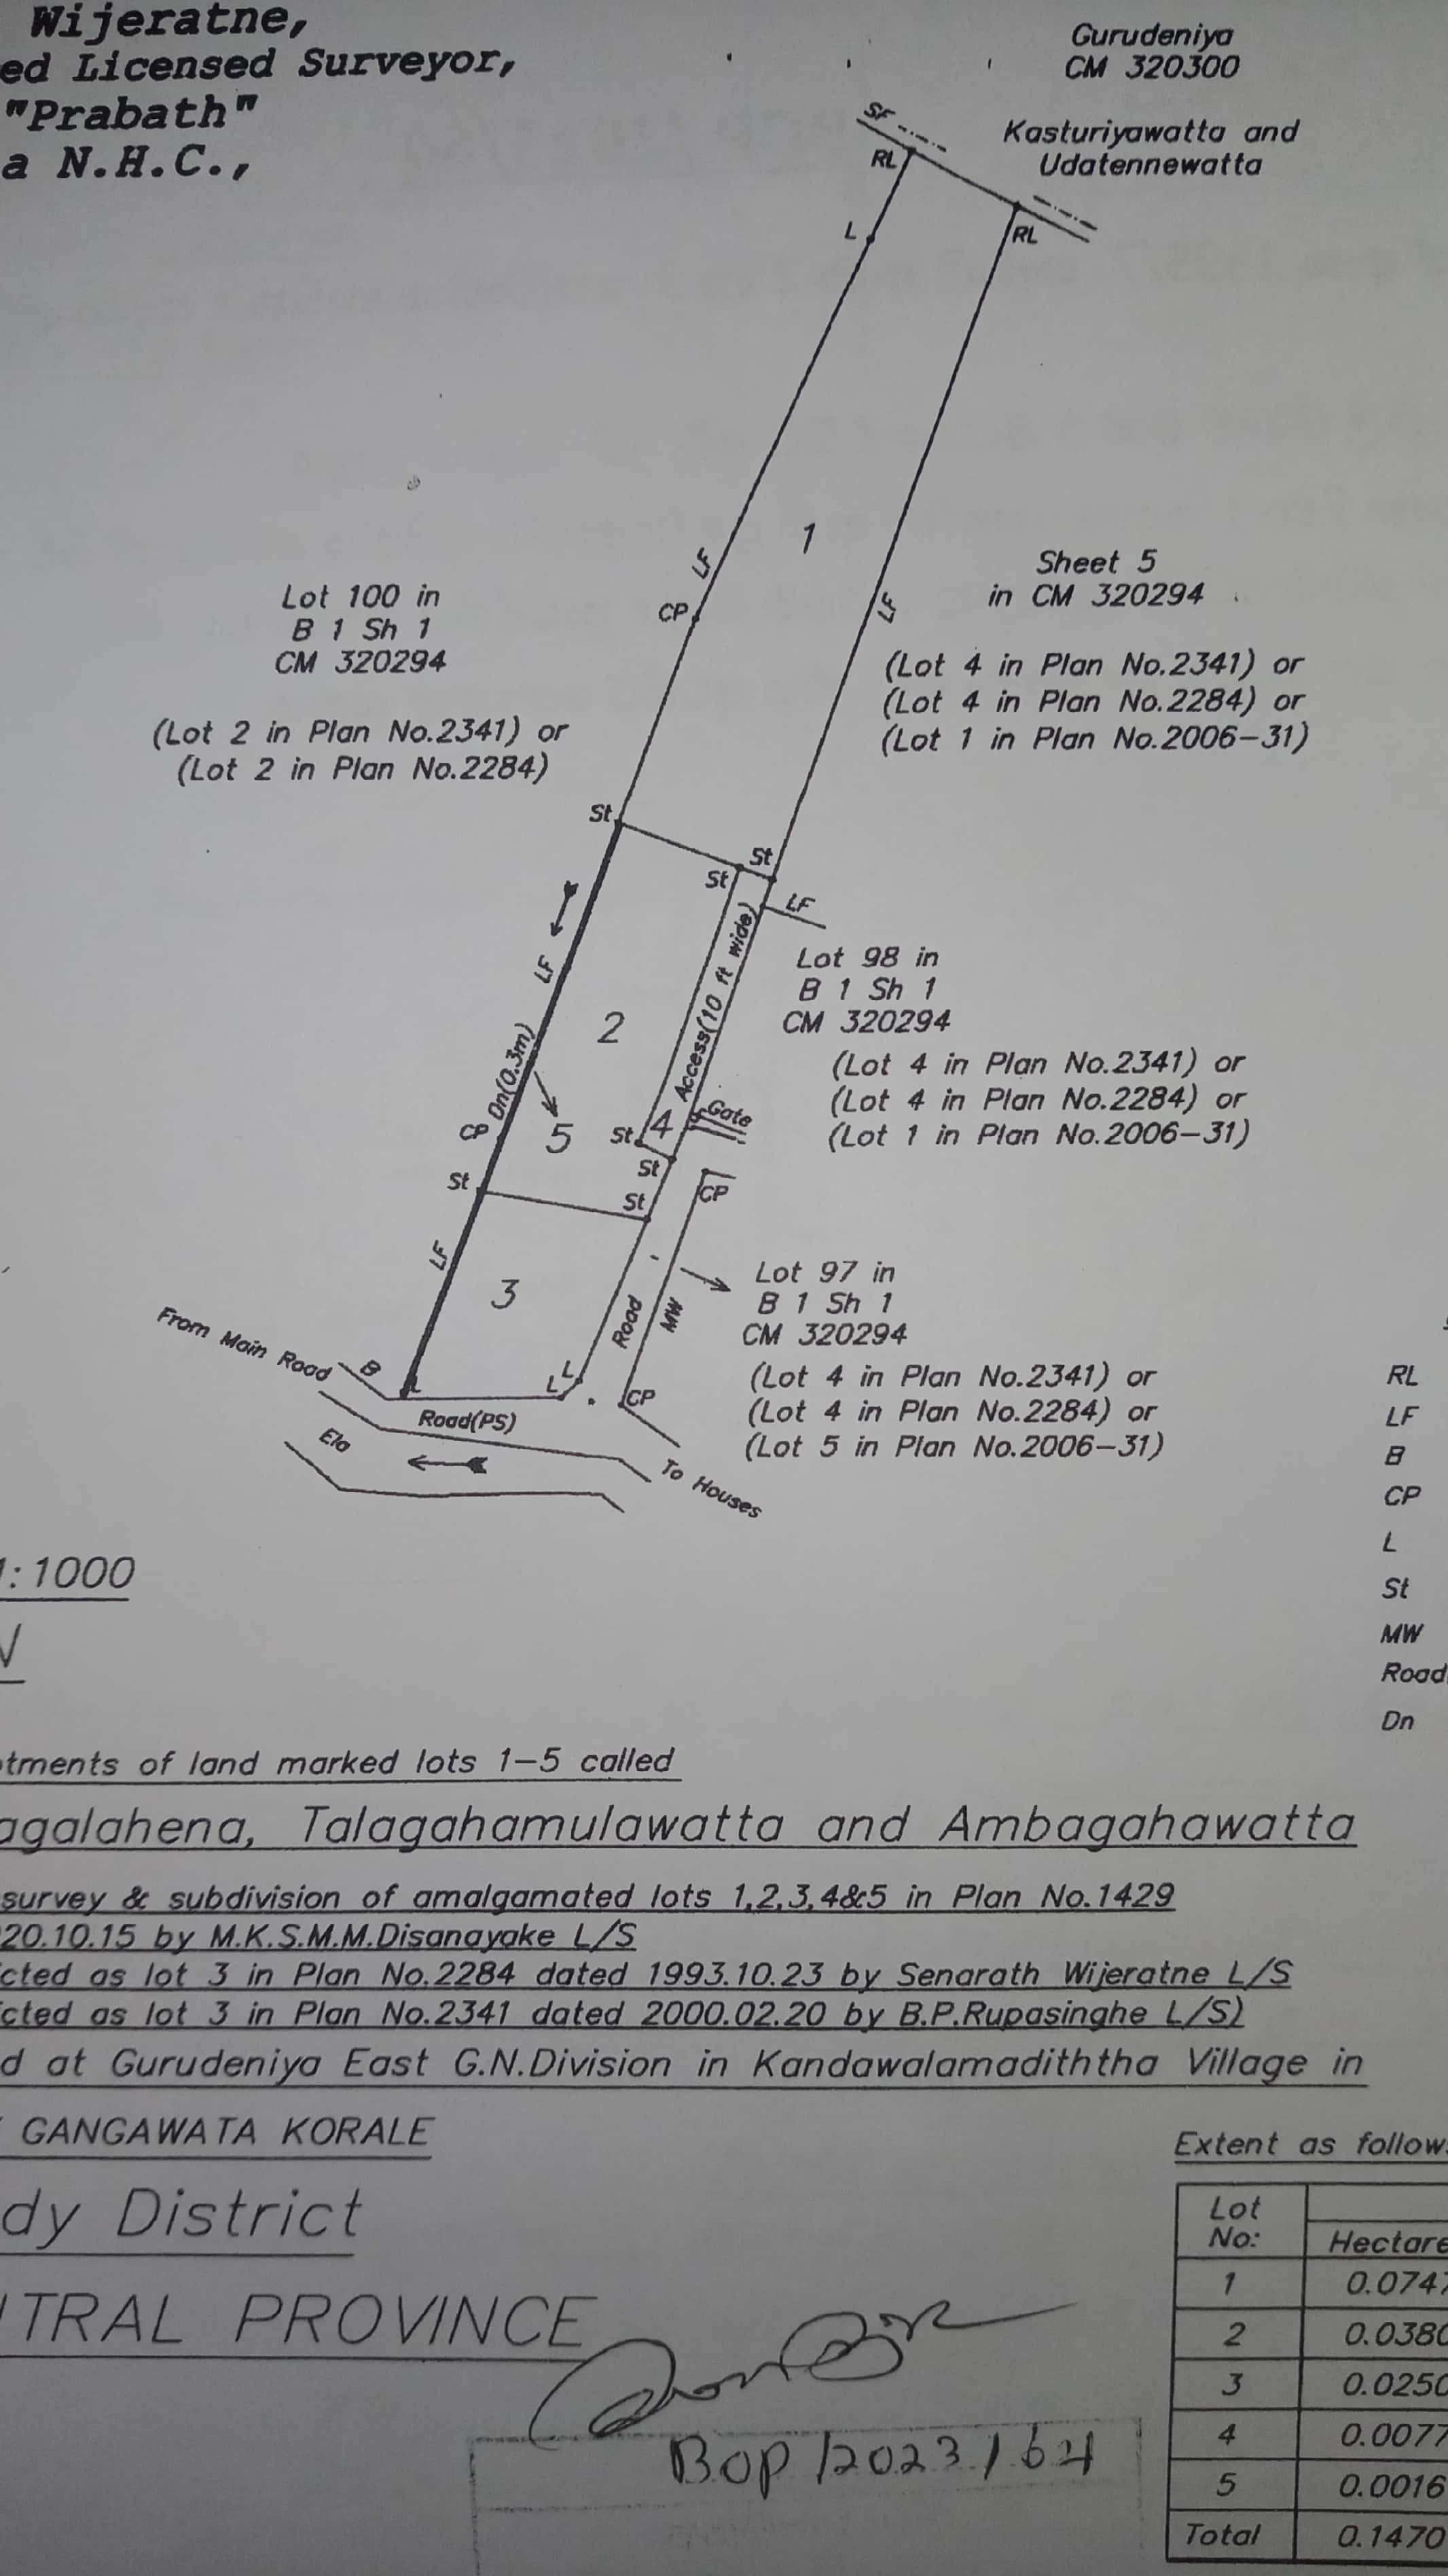 Wijeratne,
ed Licensed Surveyor,
"Prabath"
a N.H.C.,
Gurudeniya
CM 320300
SF
Kasturiyawatta and
Udatennewatta
RL
L
RL
1
LF
CP
LF
Lot 100 in
B 1 Sh 1
CM 320294
(Lot 2 in Plan No.2341) or
(Lot 2 in Plan No.2284)
Sheet 5
in CM 320294
(Lot 4 in Plan No.2341) or
(Lot 4 in Plan No.2284) or
(Lot 1 in Plan No.2006-31)
St
St
St
LF
LF
Access(10 ft wide)
2
Dn(0.3m)
CP
5
St
4
Gate
St
St
St
CP
Lot 98 in
B 1 Sh 1
CM 320294
(Lot 4 in Plan No.2341) or
(Lot 4 in Plan No.2284) or
(Lot 1 in Plan No.2006-31)
LF
3
Road
MW
Lot 97 in
B 1 Sh 1
CM 320294
(Lot 4 in Plan No.2341) or
(Lot 4 in Plan No.2284) or
(Lot 5 in Plan No.2006-31)
From Main Road
B
L
L
L
CP
Road(PS)
Ela
To Houses
RL
LF
B
CP
L
St
MW
Road
Dn
1:1000
otments of land marked lots 1-5 called
agalahena, Talagahamulawatta and Ambagahawatta
survey & subdivision of amalgamated lots 1,2,3,4&5 in Plan No.1429
20.10.15 by M.K.S.M.M.Disanayake L/S
cted as lot 3 in Plan No.2284 dated 1993.10.23 by Senarath Wijeratne L/S
cted as lot 3 in Plan No.2341 dated 2000.02.20 by B.P.Rupasinghe L/S)
d at Gurudeniya East G.N.Division in Kandawalamadiththa Village in
GANGAWATA KORALE
dy District
TRAL PROVINCE
BOP/2023/64
Extent as follow
Lot No: Hectare
1 0.0747
2 0.0380
3 0.0250
4 0.0077
5 0.0016
Total 0.1470